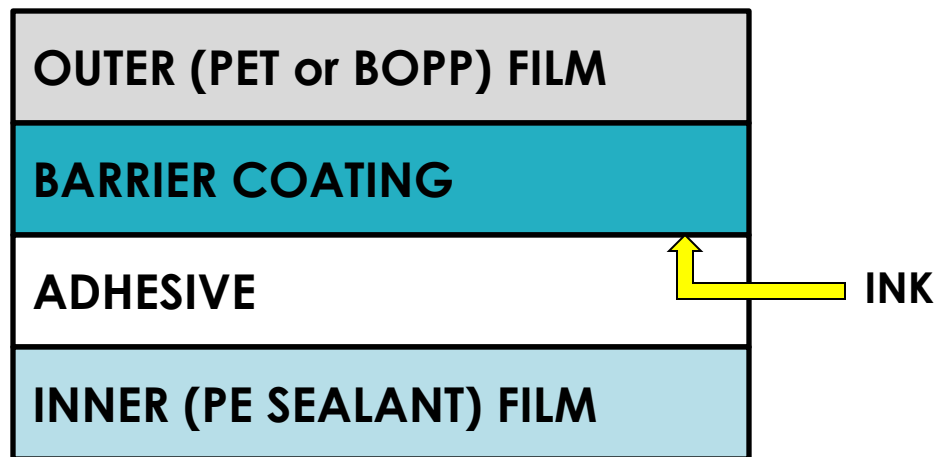 OUTER (PET or BOPP) FILM
BARRIER COATING
ADHESIVE
INK
INNER (PE SEALANT) FILM